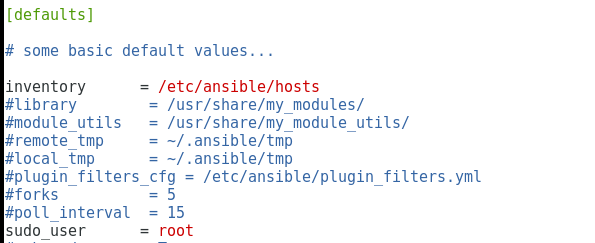 [defaults]
# some basic default values...
inventory      = /etc/ansible/hosts
#library        = /usr/share/my_modules/
#module_utils   = /usr/share/my_module_utils/
#remote_tmp     = ~/.ansible/tmp
#local_tmp      = ~/.ansible/tmp
#plugin_filters_cfg = /etc/ansible/plugin_filters.yml
#forks          = 5
#poll_interval  = 15
sudo_user      = root